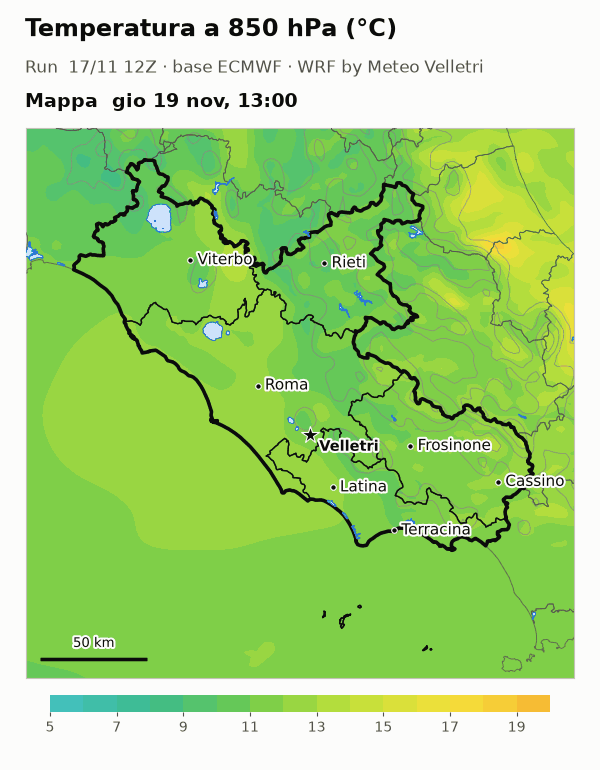 Temperatura a 850 hPa (°C)
Run  17/11 12Z · base ECMWF · WRF by Meteo Velletri
Mappa  gio 19 nov, 13:00
Viterbo
Rieti
Roma
Velletri
Frosinone
Cassino
Latina
Terracina
50 km
5 7 9 11 13 15 17 19